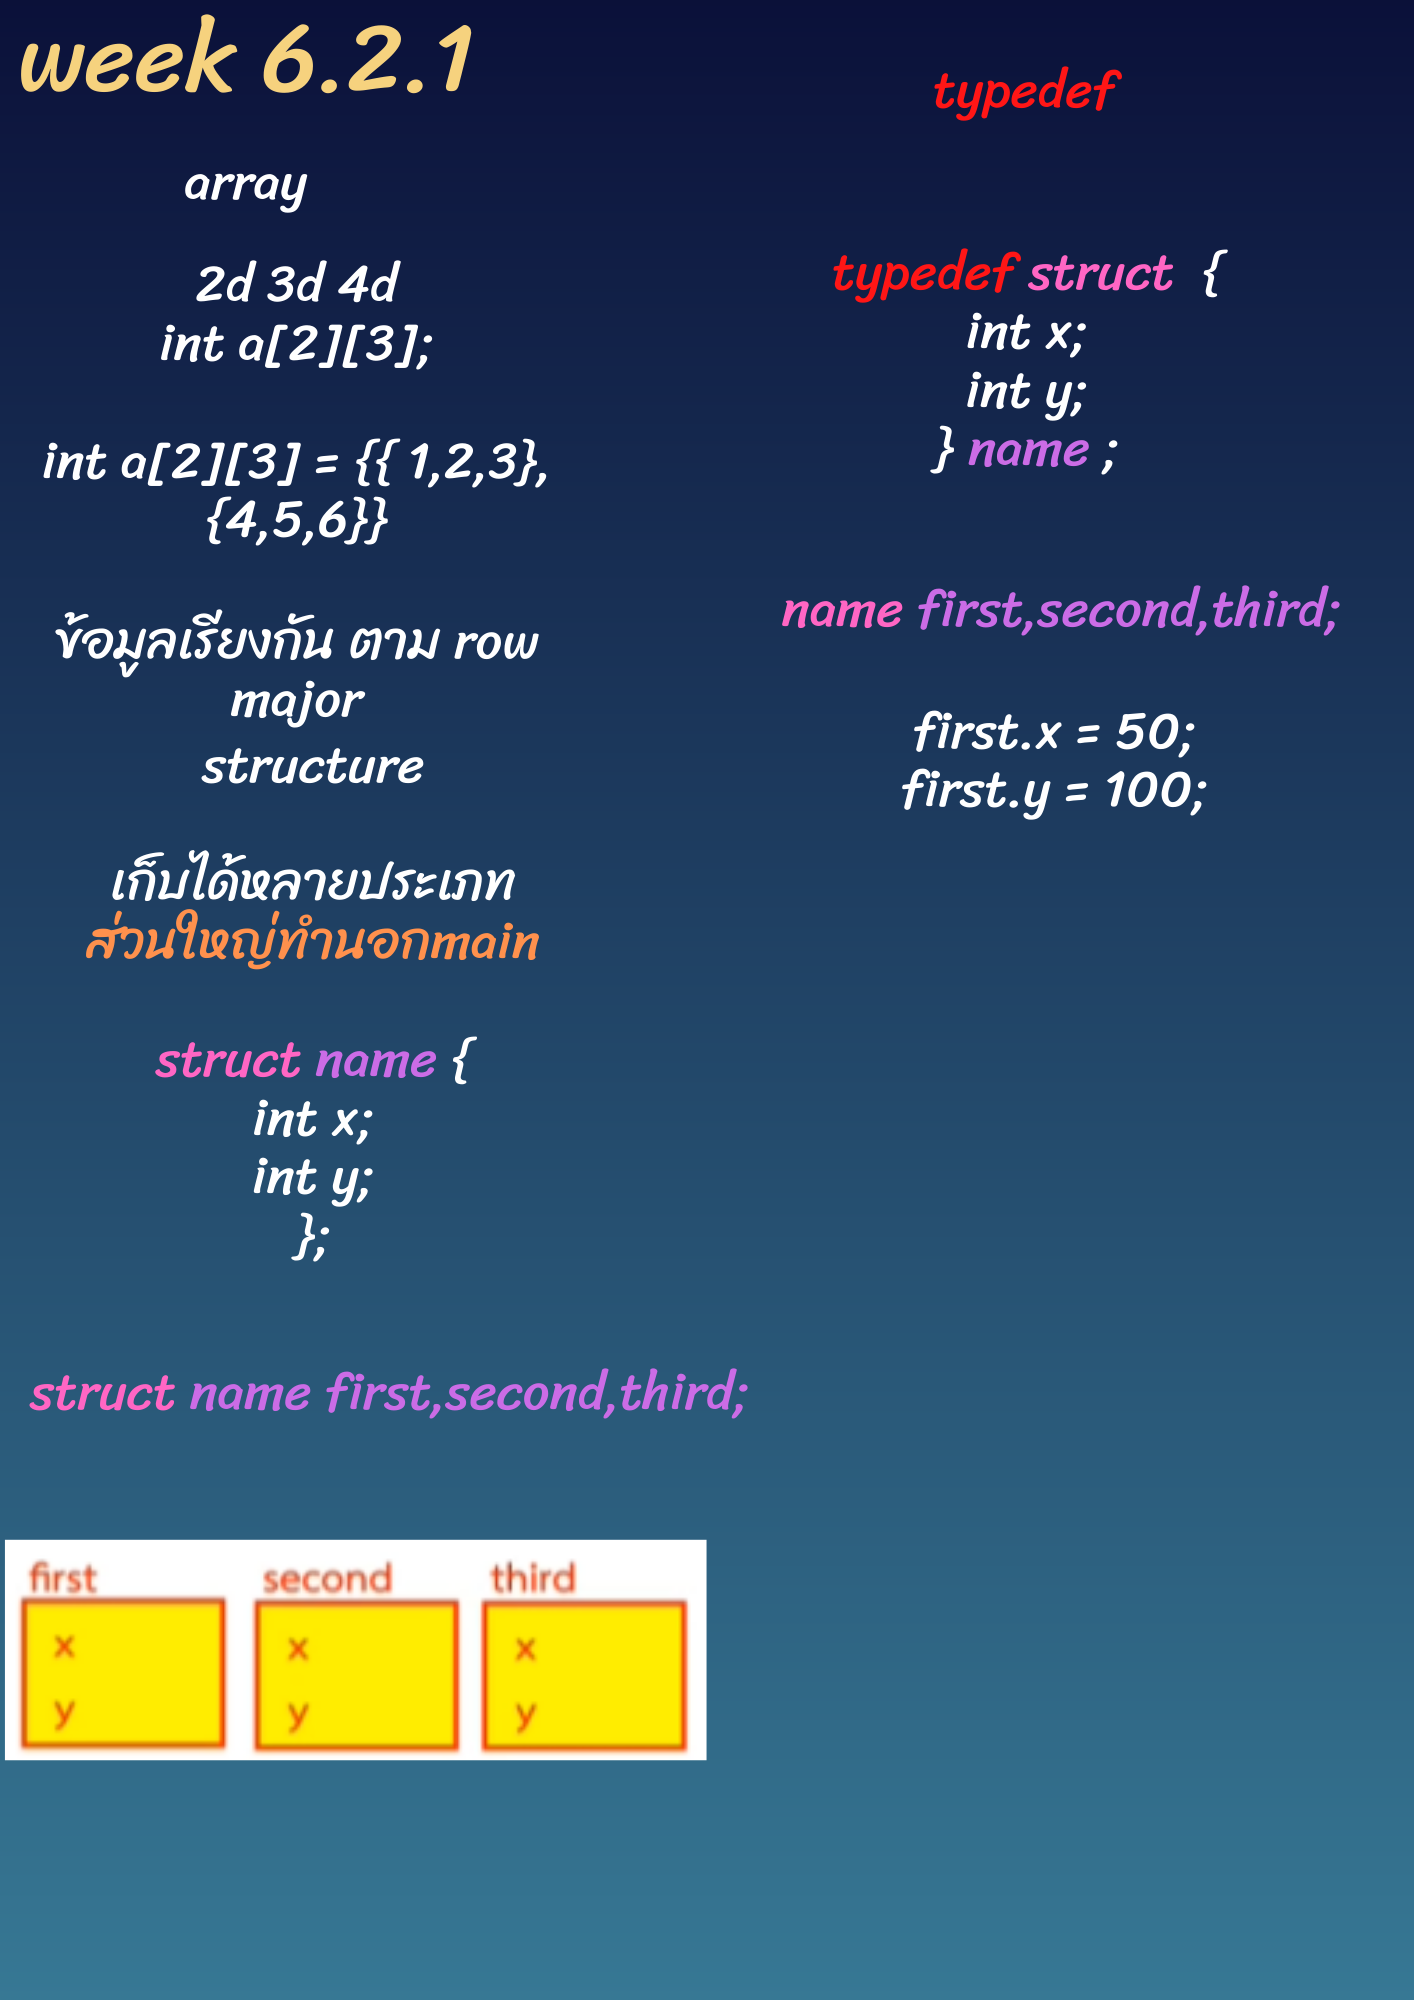 week 6.2.1
array
2d 3d 4d
int a[2][3];
int a[2][3] = {{ 1,2,3},
{4,5,6}}
ข้อมูลเรียงกัน ตาม row
major
structure
เก็บได้หลายประเภท
ส่วนใหญ่ทำนอกmain
struct name {
int x;
int y;
};
struct name first,second,third;
first second third
x x x
y y y
typedef
typedef struct {
int x;
int y;
} name ;
name first,second,third;
first.x = 50;
first.y = 100;